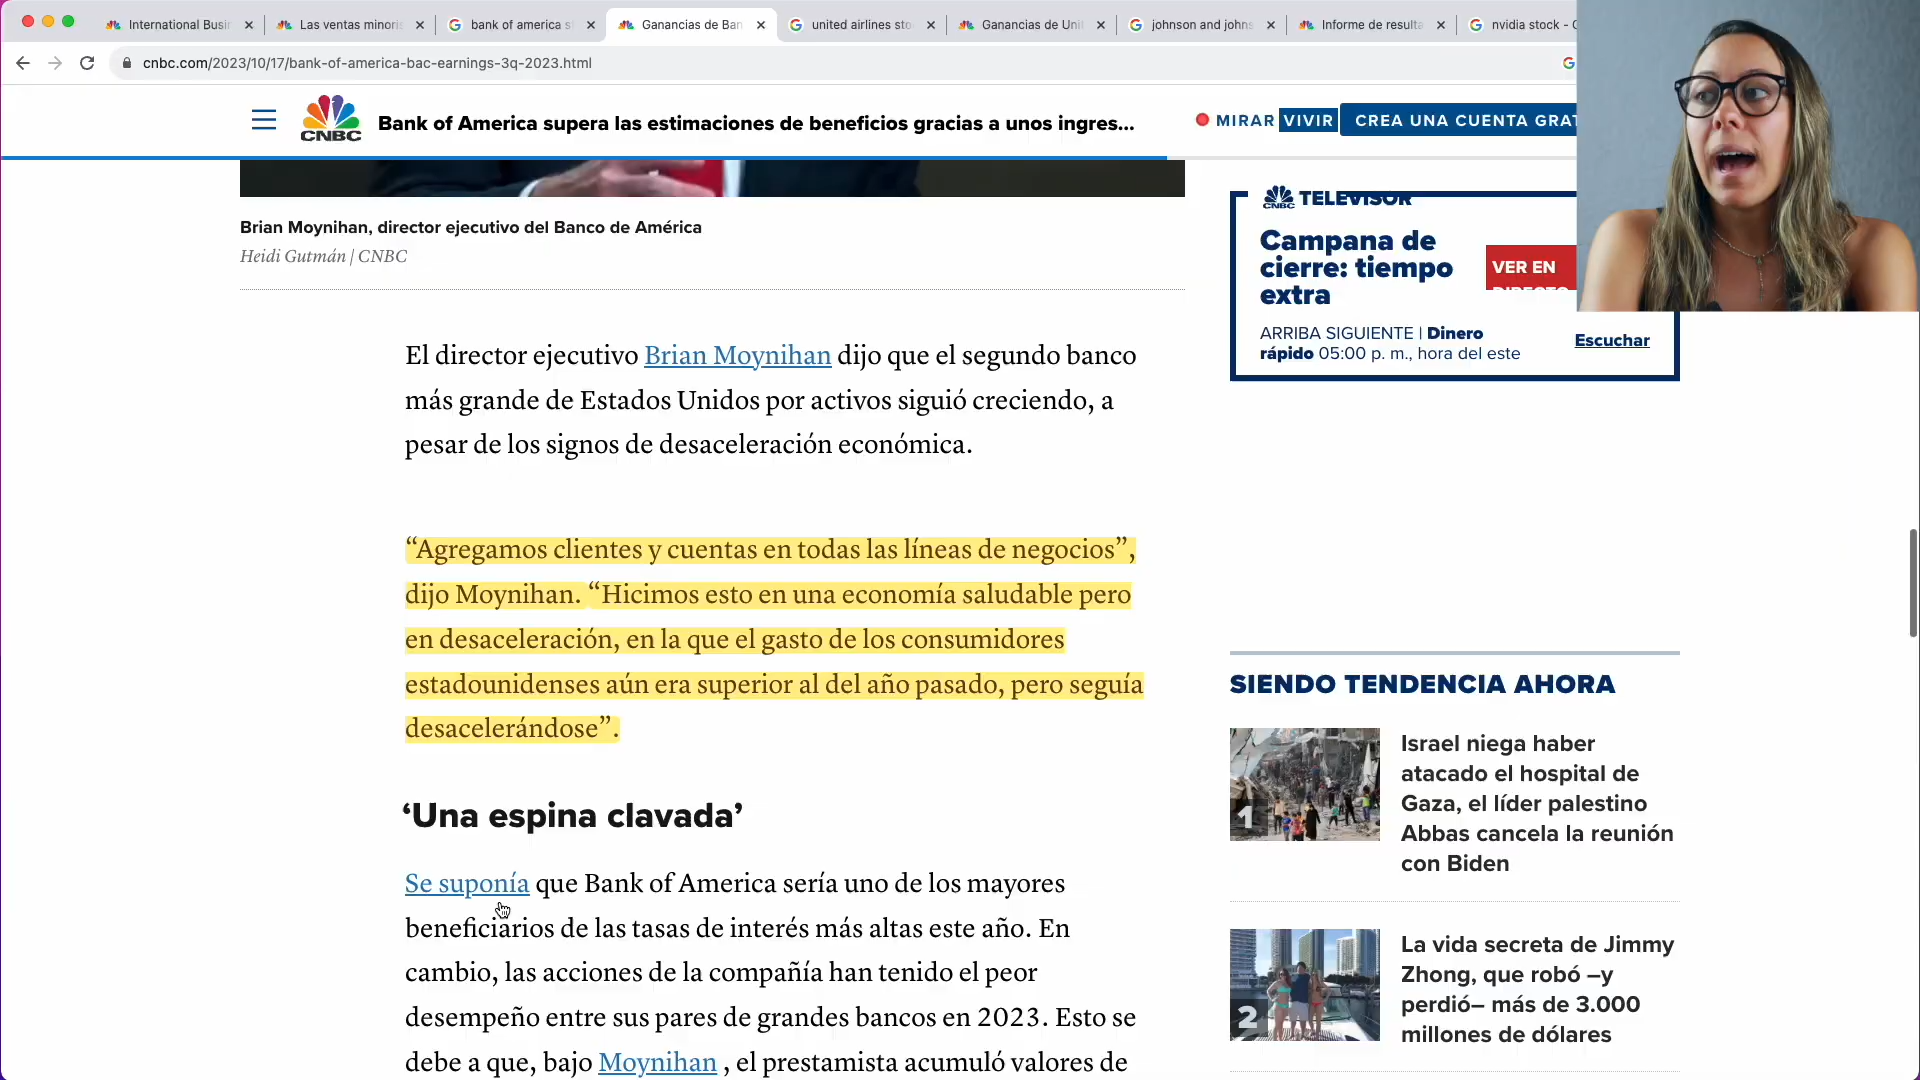 International Busi
Las ventas minoris
bank of america s
Ganancias de Ban
united airlines sto
Ganancias de Unit
johnson and johns
Informe de resulta
nvidia stock - G
cnbc.com/2023/10/17/bank-of-america-bac-earnings-3q-2023.html
CNBC
Bank of America supera las estimaciones de beneficios gracias a unos ingres...
MIRAR VIVIR
CREA UNA CUENTA GRAT
Brian Moynihan, director ejecutivo del Banco de América
Heidi Gutmán | CNBC
El director ejecutivo Brian Moynihan dijo que el segundo banco
más grande de Estados Unidos por activos siguió creciendo, a
pesar de los signos de desaceleración económica.
“Agregamos clientes y cuentas en todas las líneas de negocios”,
dijo Moynihan. “Hicimos esto en una economía saludable pero
en desaceleración, en la que el gasto de los consumidores
estadounidenses aún era superior al del año pasado, pero seguía
desacelerándose”.
‘Una espina clavada’
Se suponía que Bank of America sería uno de los mayores
beneficiarios de las tasas de interés más altas este año. En
cambio, las acciones de la compañía han tenido el peor
desempeño entre sus pares de grandes bancos en 2023. Esto se
debe a que, bajo Moynihan , el prestamista acumuló valores de
CNBC TELEVISOR
Campana de
cierre: tiempo
extra
VER EN
DIRECTO
ARRIBA SIGUIENTE | Dinero
rápido 05:00 p. m., hora del este
Escuchar
SIENDO TENDENCIA AHORA
1
Israel niega haber
atacado el hospital de
Gaza, el líder palestino
Abbas cancela la reunión
con Biden
2
La vida secreta de Jimmy
Zhong, que robó –y
perdió– más de 3.000
millones de dólares